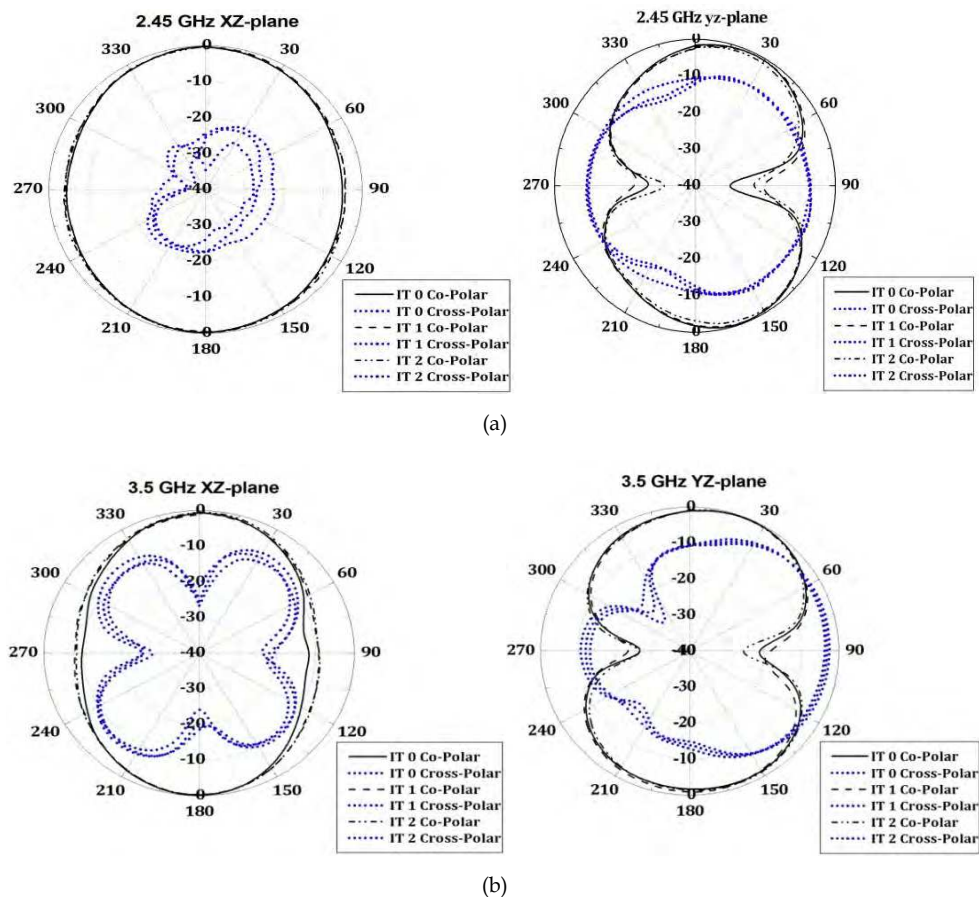 2.45 GHz XZ-plane
0
330
30
-10
300
60
-20
-30
270
-40
90
-30
240
120
-20
-10
210
150
0
180
IT 0 Co-Polar
IT 0 Cross-Polar
IT 1 Co-Polar
IT 1 Cross-Polar
IT 2 Co-Polar
IT 2 Cross-Polar
2.45 GHz yz-plane
0
330
30
-10
300
60
-20
-30
270
-40
90
-30
240
120
-20
-10
210
150
0
180
IT 0 Co-Polar
IT 0 Cross-Polar
IT 1 Co-Polar
IT 1 Cross-Polar
IT 2 Co-Polar
IT 2 Cross-Polar
(a)
3.5 GHz XZ-plane
0
330
30
-10
300
60
-20
-30
270
-40
90
-30
240
120
-20
-10
210
150
0
180
IT 0 Co-Polar
IT 0 Cross-Polar
IT 1 Co-Polar
IT 1 Cross-Polar
IT 2 Co-Polar
IT 2 Cross-Polar
3.5 GHz YZ-plane
0
330
30
-10
300
60
-20
-30
270
-40
90
-30
240
120
-20
-10
210
150
0
180
IT 0 Co-Polar
IT 0 Cross-Polar
IT 1 Co-Polar
IT 1 Cross-Polar
IT 2 Co-Polar
IT 2 Cross-Polar
(b)